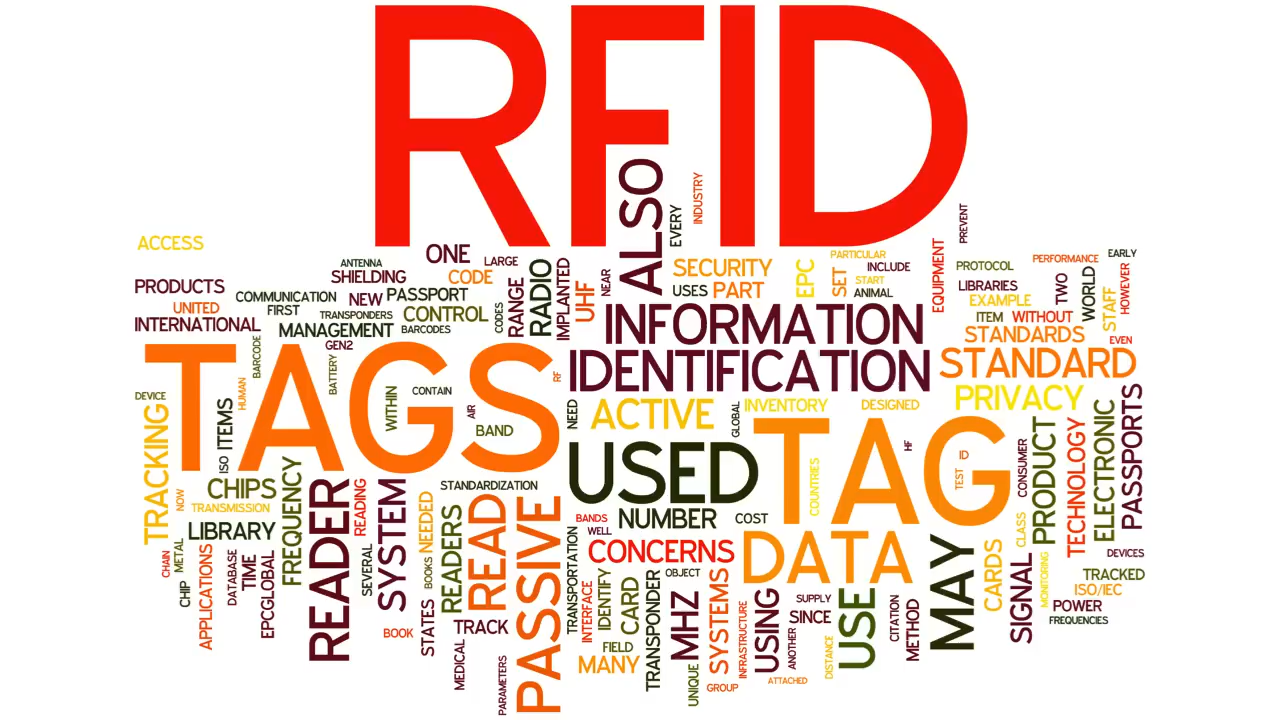 RFID
ALSO
EVERY
INDUSTRY
PREVENT
ACCESS
ONE
ANTENNA
LARGE
SHIELDING
CODE
PRODUCTS
COMMUNICATION
NEW
PASSPORT
UNITED
FIRST
TRANSPONDERS
CONTROL
INTERNATIONAL
MANAGEMENT
BARCODES
CODES
RANGE
RADIO
IMPLANTED
UHF
NEAR
SECURITY
USES
PART
EPC
SET
PARTICULAR
INCLUDE
START
ANIMAL
EQUIPMENT
PROTOCOL
PERFORMANCE
EARLY
LIBRARIES
EXAMPLE
TWO
WORLD
STAFF
HOWEVER
ITEM
WITHOUT
STANDARDS
EVEN
INFORMATION
IDENTIFICATION
STANDARD
GEN2
BARCODE
BATTERY
TAGS
RF
DEVICE
HUMAN
WITHIN
CONTAIN
AIR
BAND
NEED
ACTIVE
GLOBAL
INVENTORY
DESIGNED
PRIVACY
PASSPORTS
TRACKING
ISO
ITEMS
USED
TAG
COUNTRIES
HF
ID
TEST
CONSUMER
PRODUCT
TECHNOLOGY
ELECTRONIC
NOW
CHIPS
TRANSMISSION
LIBRARY
FREQUENCY
READER
READING
SYSTEM
NEEDED
STANDARDIZATION
READERS
READ
PASSIVE
BANDS
NUMBER
COST
WELL
CONCERNS
DATA
CLASS
CHAIN
METAL
CHIP
APPLICATIONS
DATABASE
TIME
EPCGLOBAL
SEVERAL
BOOKS
STATES
BOOK
TRACK
MEDICAL
PARAMETERS
TRANSPORTATION
INTERFACE
IDENTIFY
CARD
FIELD
MANY
TRANSPONDER
OBJECT
MHZ
UNIQUE
SYSTEMS
GROUP
INFRASTRUCTURE
USING
SUPPLY
SINCE
ANOTHER
ATTACHED
DISTANCE
USE
CITATION
METHOD
MAY
CARDS
SIGNAL
MONITORING
DEVICES
TRACKED
ISO/IEC
POWER
FREQUENCIES